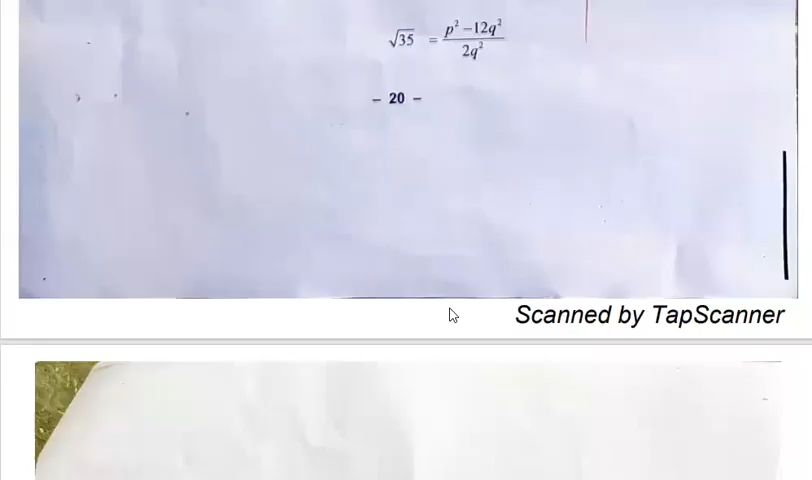 √35 = (p² − 12q²) / 2q²
– 20 –
Scanned by TapScanner